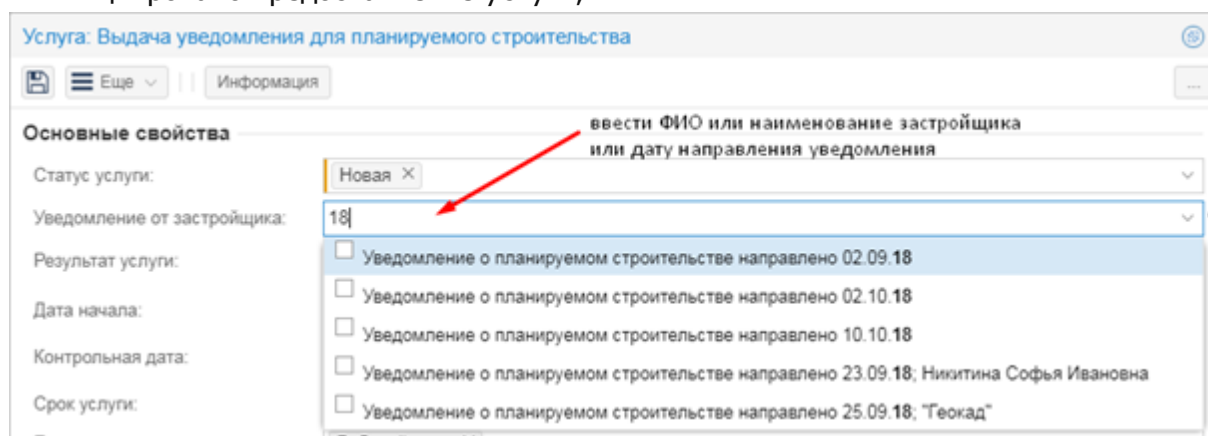 Услуга: Выдача уведомления для планируемого строительства
Еще
Информация
...
Основные свойства
ввести ФИО или наименование застройщика
или дату направления уведомления
Статус услуги:
Новая ×
Уведомление от застройщика:
18
Результат услуги:
Уведомление о планируемом строительстве направлено 02.09.18
Уведомление о планируемом строительстве направлено 02.10.18
Дата начала:
Уведомление о планируемом строительстве направлено 10.10.18
Контрольная дата:
Уведомление о планируемом строительстве направлено 23.09.18; Никитина Софья Ивановна
Срок услуги:
Уведомление о планируемом строительстве направлено 25.09.18; "Геокад"